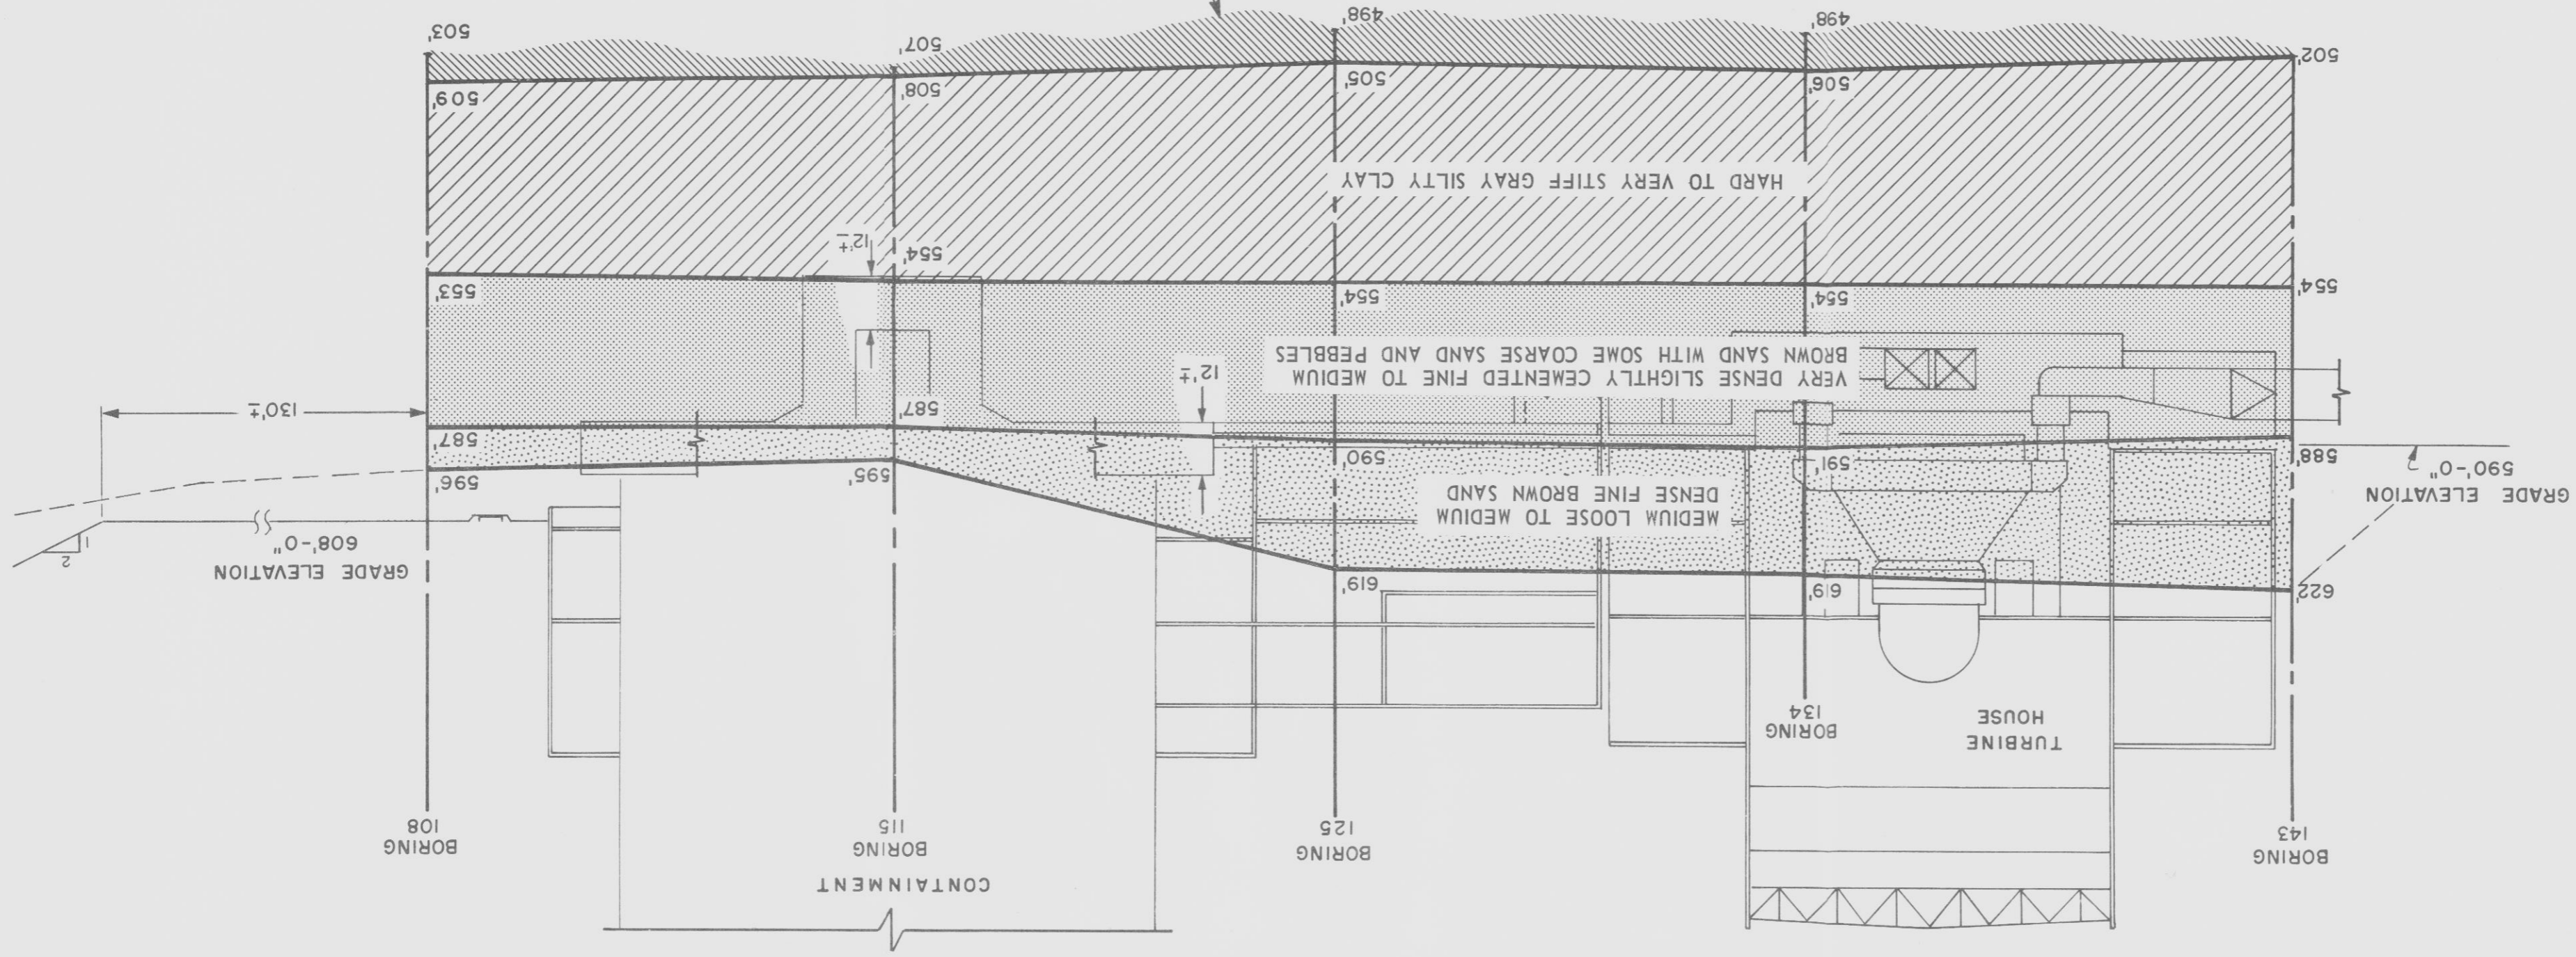 CONTAINMENT
BORING
143
BORING
125
BORING
115
BORING
108
TURBINE
HOUSE
BORING
134
622'
619'
619'
GRADE ELEVATION
608'-0"
2
1
GRADE ELEVATION
590'-0"
MEDIUM LOOSE TO MEDIUM
DENSE FINE BROWN SAND
595'
596'
588'
591'
590'
587'
587'
130'±
12'±
VERY DENSE SLIGHTLY CEMENTED FINE TO MEDIUM
BROWN SAND WITH SOME COARSE SAND AND PEBBLES
554'
554'
554'
554'
553'
12'±
HARD TO VERY STIFF GRAY SILTY CLAY
506'
505'
508'
509'
502'
498'
498'
507'
503'